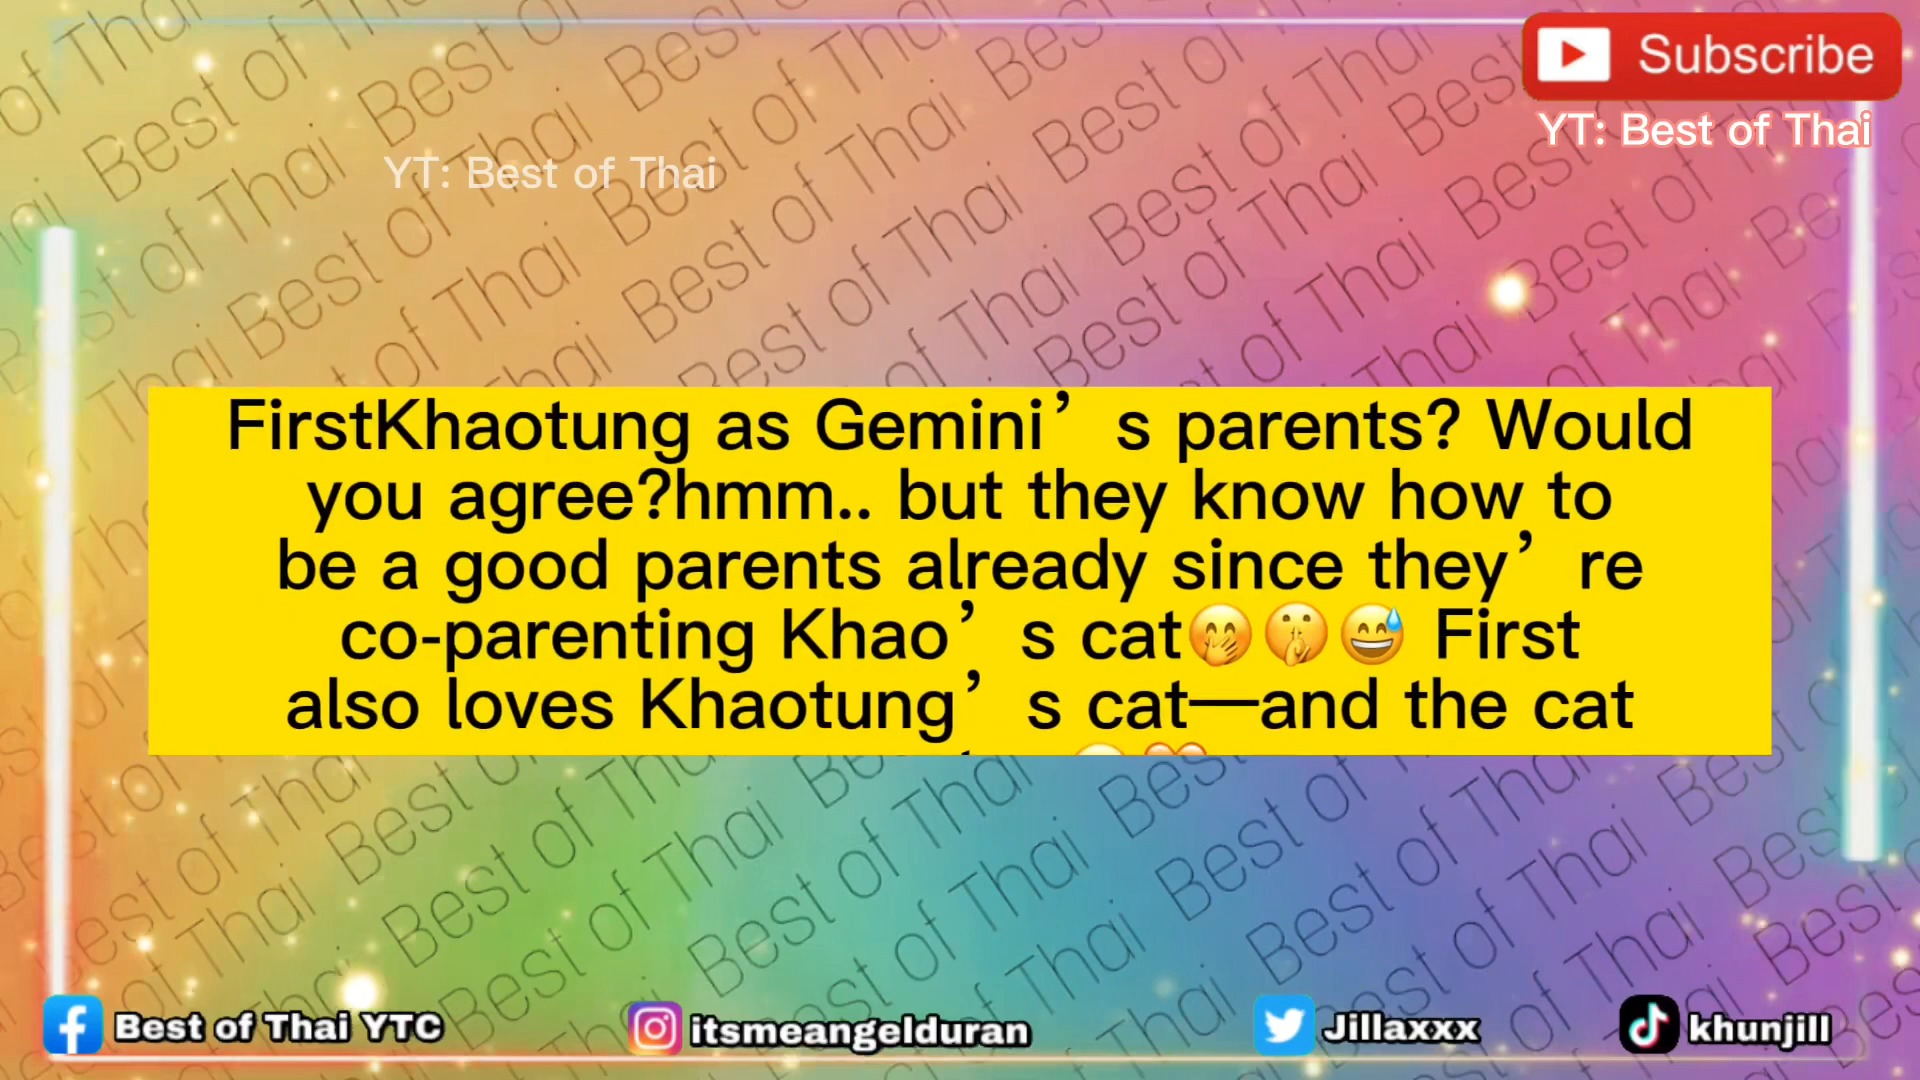 Subscribe
YT: Best of Thai
YT: Best of Thai
FirstKhaotung as Gemini’s parents? Would
you agree?hmm.. but they know how to
be a good parents already since they’re
co-parenting Khao’s cat🤭🤫😅 First
also loves Khaotung’s cat—and the cat
Best of Thai YTC
itsmeangelduran
Jillaxxx
khunjill